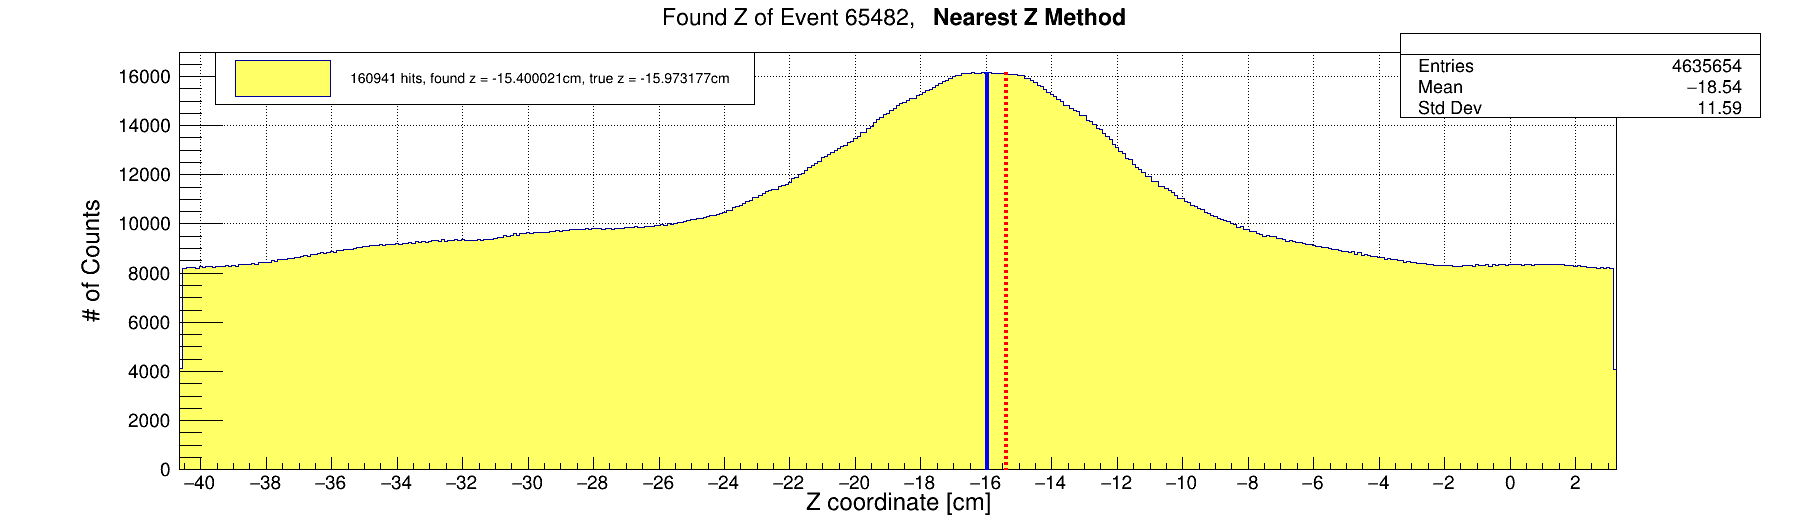 Found Z of Event 65482, Nearest Z Method
160941 hits, found z = -15.400021cm, true z = -15.973177cm
Entries 4635654
Mean −18.54
Std Dev 11.59
# of Counts
16000
14000
12000
10000
8000
6000
4000
2000
0
−40 −38 −36 −34 −32 −30 −28 −26 −24 −22 −20 −18 −16 −14 −12 −10 −8 −6 −4 −2 0 2
Z coordinate [cm]